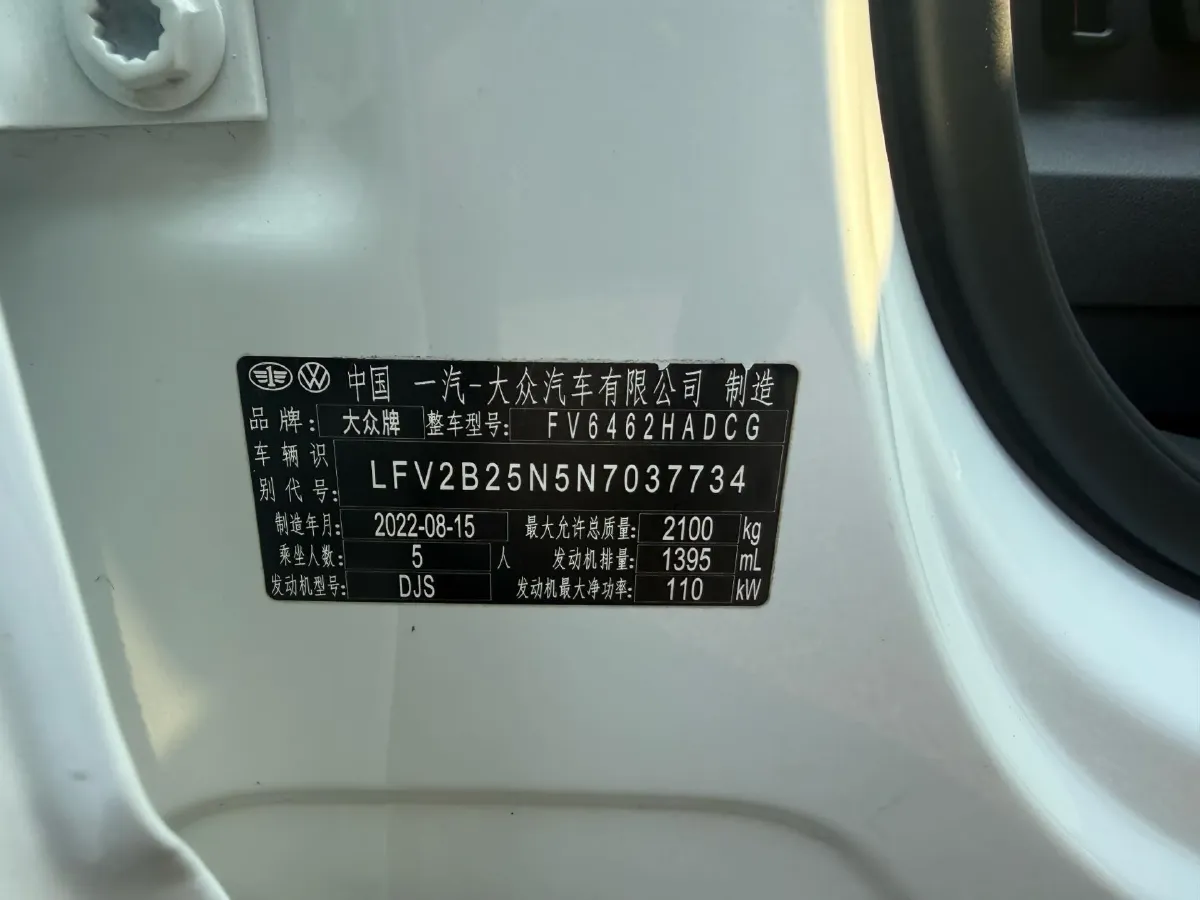 中国 一汽-大众汽车有限公司 制造
品牌: 大众牌 整车型号: FV6462HADCG
车辆识别代号: LFV2B25N5N7037734
制造年月: 2022-08-15 最大允许总质量: 2100 kg
乘坐人数: 5 人 发动机排量: 1395 mL
发动机型号: DJS 发动机最大净功率: 110 kW